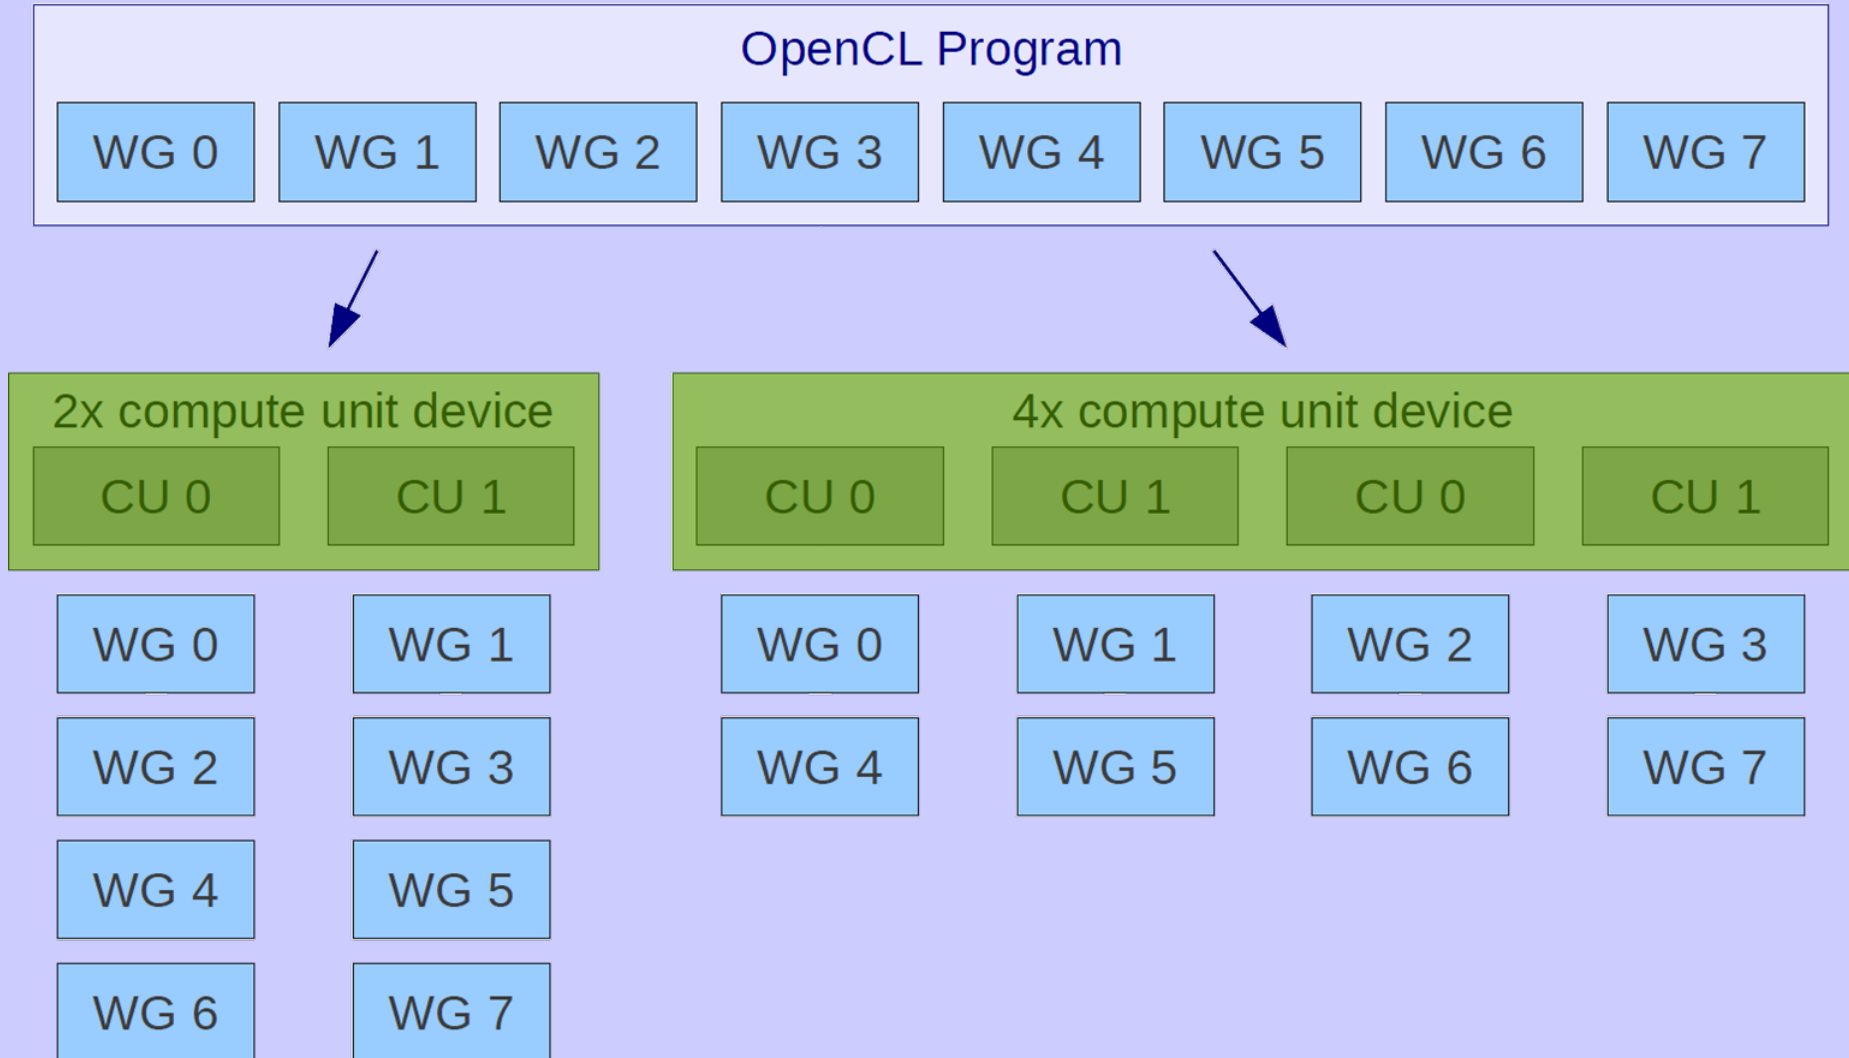 OpenCL Program
WG 0 WG 1 WG 2 WG 3 WG 4 WG 5 WG 6 WG 7
2x compute unit device
CU 0 CU 1
WG 0 WG 1
WG 2 WG 3
WG 4 WG 5
WG 6 WG 7
4x compute unit device
CU 0 CU 1 CU 0 CU 1
WG 0 WG 1 WG 2 WG 3
WG 4 WG 5 WG 6 WG 7